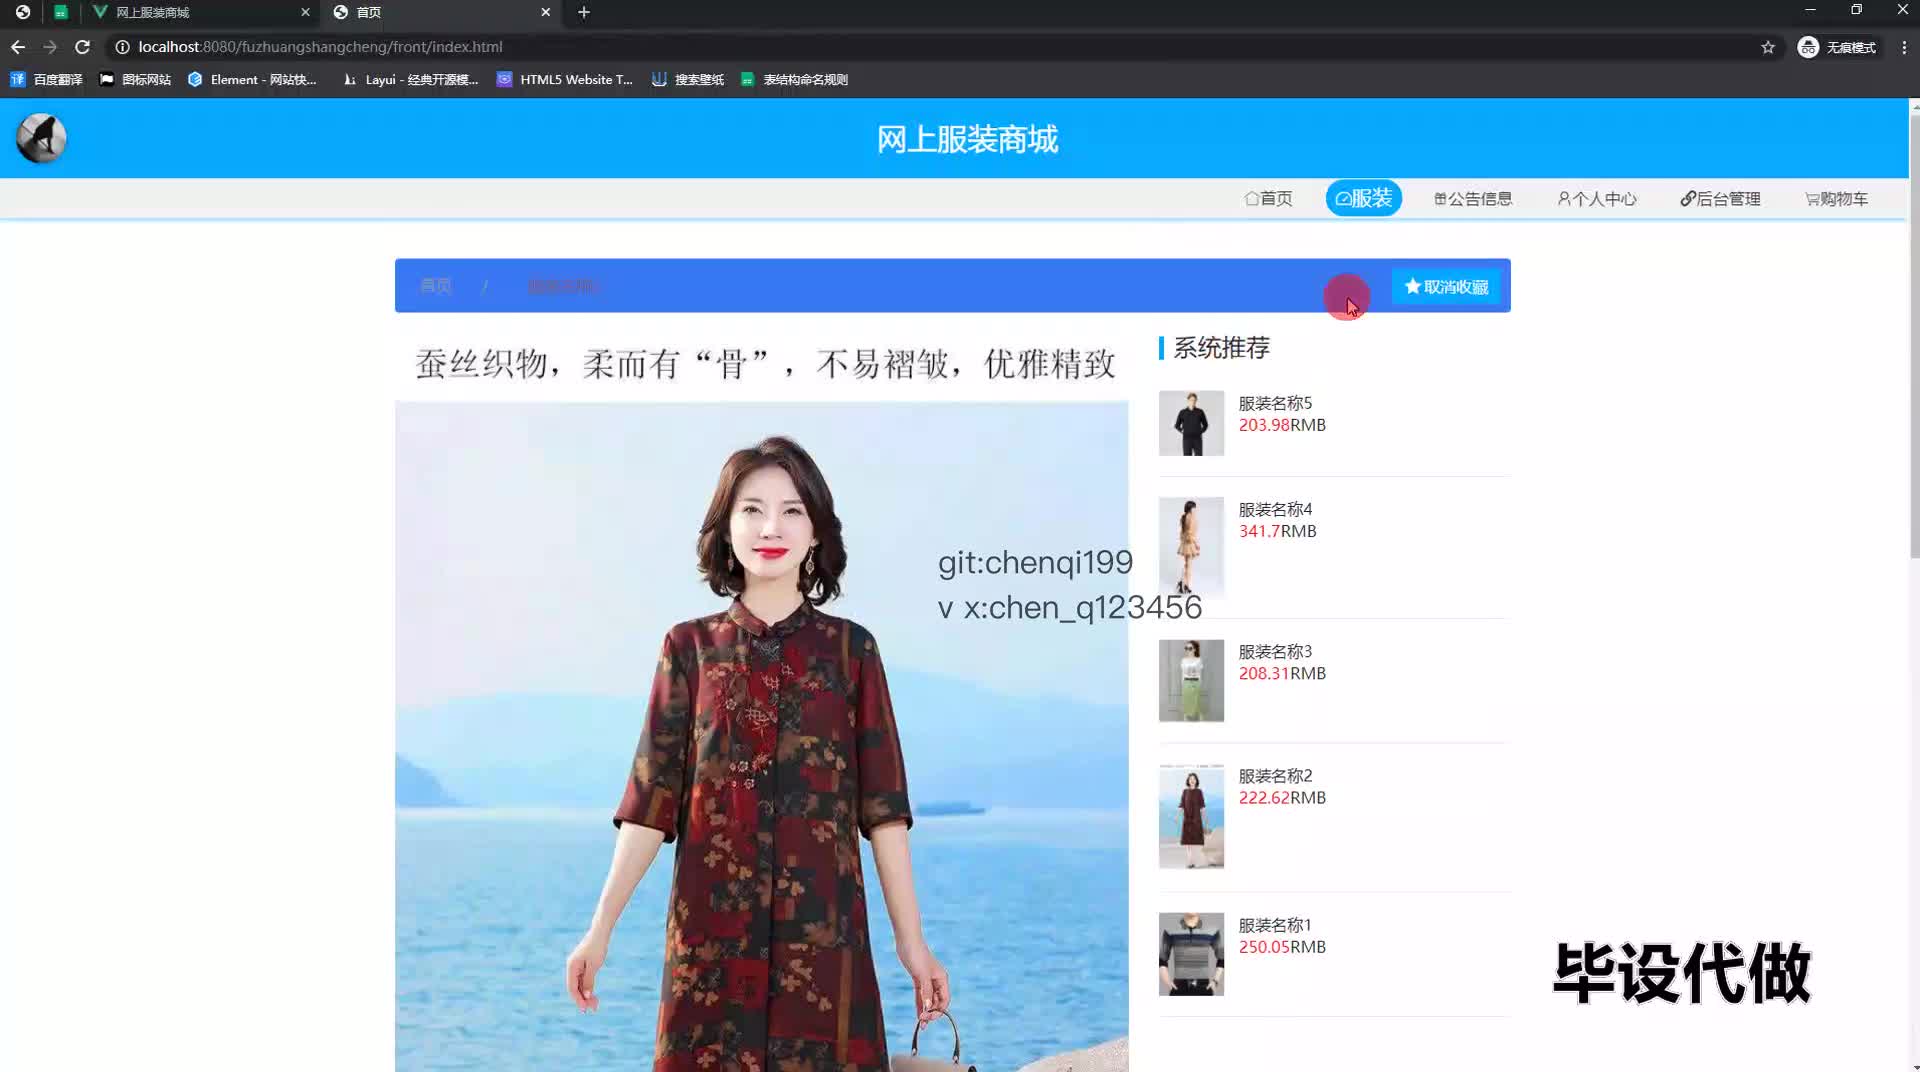 网上服装商城
首页
localhost:8080/fuzhuangshangcheng/front/index.html
无痕模式
百度翻译
图标网站
Element - 网站快...
Layui - 经典开源模...
HTML5 Website T...
搜索壁纸
表结构命名规则
网上服装商城
首页
服装
公告信息
个人中心
后台管理
购物车
首页 /
取消收藏
蚕丝织物，柔而有“骨”，不易褶皱，优雅精致
系统推荐
服装名称5
203.98RMB
服装名称4
341.7RMB
git:chenqi199
v x:chen_q123456
服装名称3
208.31RMB
服装名称2
222.62RMB
服装名称1
250.05RMB
毕设代做